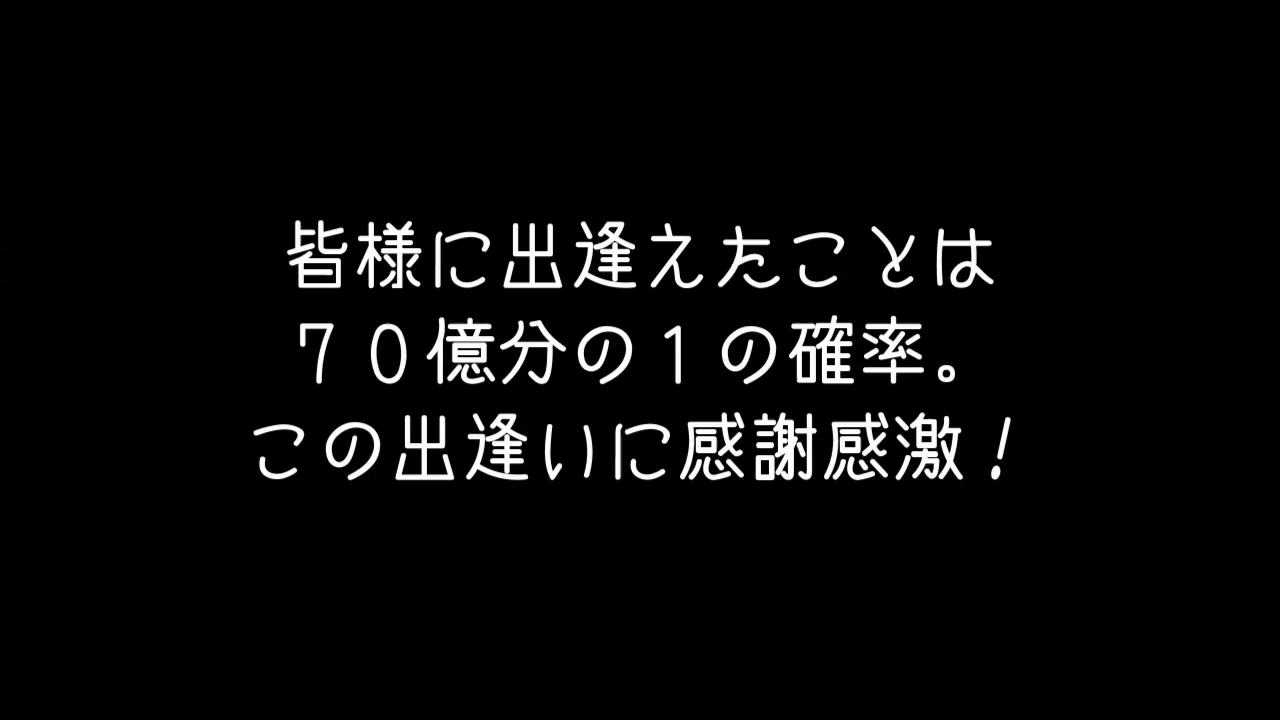 皆様に出逢えたことは
７０億分の１の確率。
この出逢いに感謝感激！